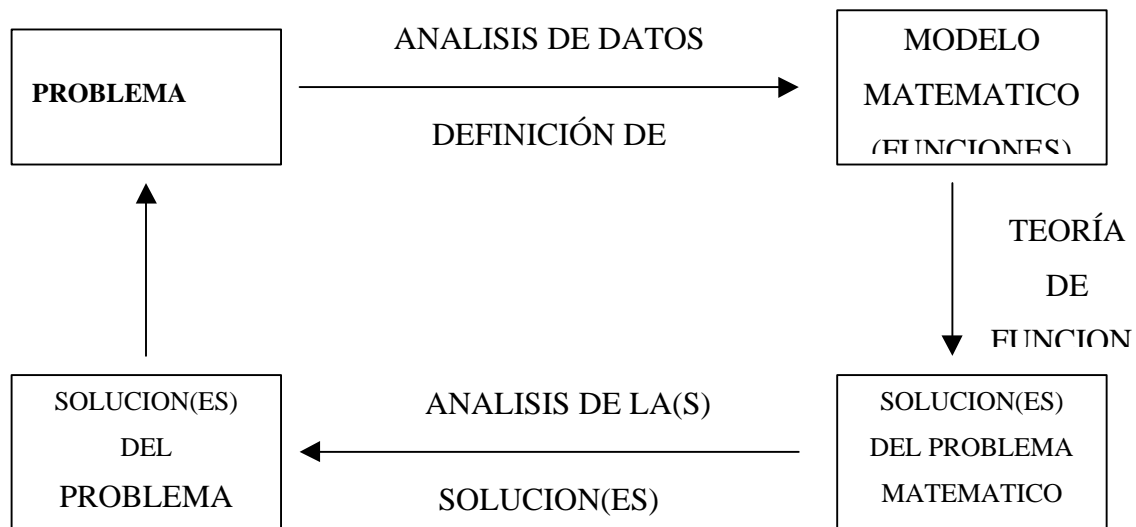 PROBLEMA
ANALISIS DE DATOS
DEFINICIÓN DE
MODELO
MATEMATICO
(FUNCIONES)
TEORÍA
DE
FUNCION
SOLUCION(ES)
DEL PROBLEMA
MATEMATICO
ANALISIS DE LA(S)
SOLUCION(ES)
SOLUCION(ES)
DEL
PROBLEMA